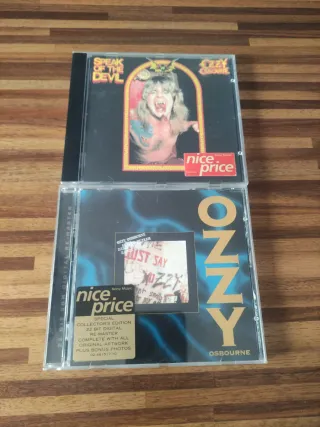 SPEAK
OF THE
DEVIL
OZZY
OSBOURNE
nice
price
OZZY
OSBOURNE
JUST SAY
OZZY
nice
price
SPECIAL
COLLECTOR'S EDITION
22 BIT DIGITAL
RE MASTER
COMPLETE WITH ALL
ORIGINAL ARTWORK
PLUS BONUS PHOTOS